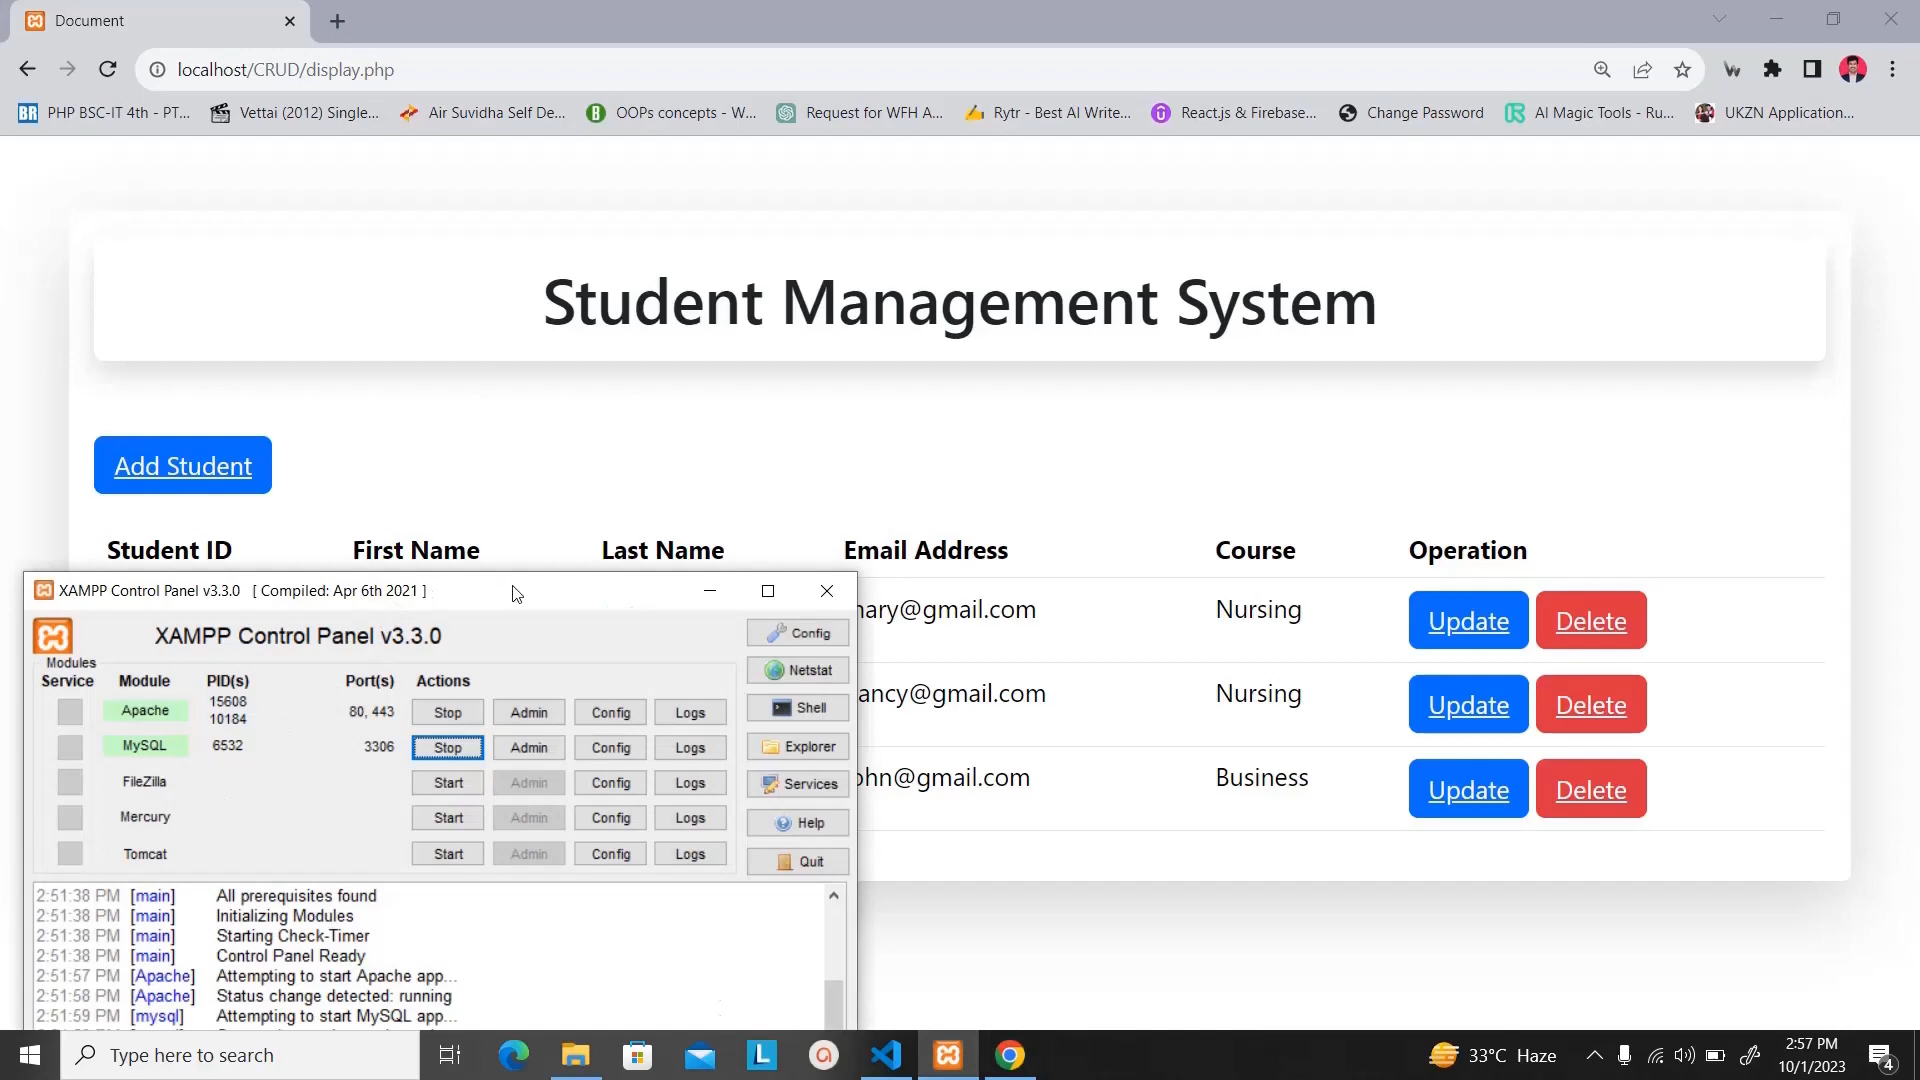 Document
localhost/CRUD/display.php
BR PHP BSC-IT 4th - PT... Vettai (2012) Single... Air Suvidha Self De... OOPs concepts - W... Request for WFH A... Rytr - Best AI Write... React.js & Firebase... Change Password AI Magic Tools - Ru... UKZN Application...
Student Management System
Add Student
Student ID First Name Last Name Email Address Course Operation
mary@gmail.com Nursing Update Delete
ancy@gmail.com Nursing Update Delete
ohn@gmail.com Business Update Delete
XAMPP Control Panel v3.3.0 [ Compiled: Apr 6th 2021 ]
XAMPP Control Panel v3.3.0 Config
Modules
Service Module PID(s) Port(s) Actions Netstat
Apache 15608 10184 80, 443 Stop Admin Config Logs Shell
MySQL 6532 3306 Stop Admin Config Logs Explorer
FileZilla Start Admin Config Logs Services
Mercury Start Admin Config Logs Help
Tomcat Start Admin Config Logs Quit
2:51:38 PM [main] All prerequisites found
2:51:38 PM [main] Initializing Modules
2:51:38 PM [main] Starting Check-Timer
2:51:38 PM [main] Control Panel Ready
2:51:57 PM [Apache] Attempting to start Apache app...
2:51:58 PM [Apache] Status change detected: running
2:51:59 PM [mysql] Attempting to start MySQL app...
Type here to search
L
33°C Haze
2:57 PM
10/1/2023
4